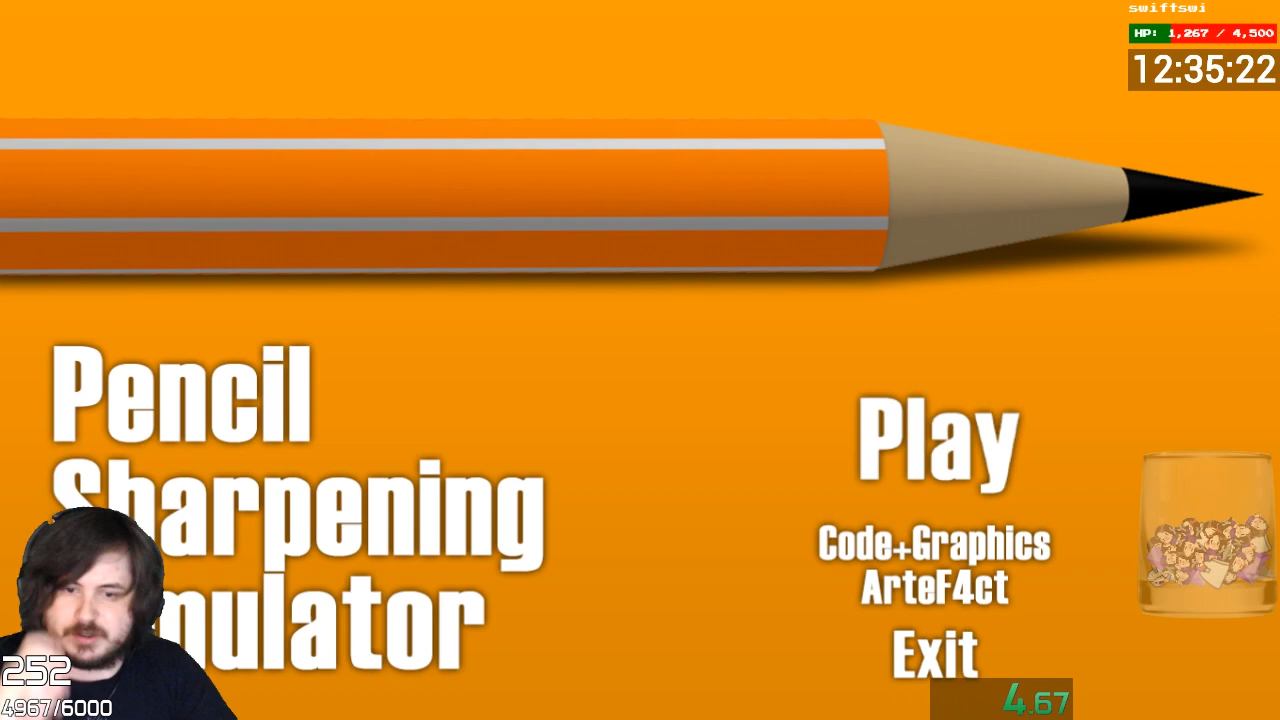 swiftswi
HP: 1,267 / 4,500
12:35:22
Pencil
Sharpening
mulator
Play
Code+Graphics
ArteF4ct
Exit
252
4967/6000
4.67